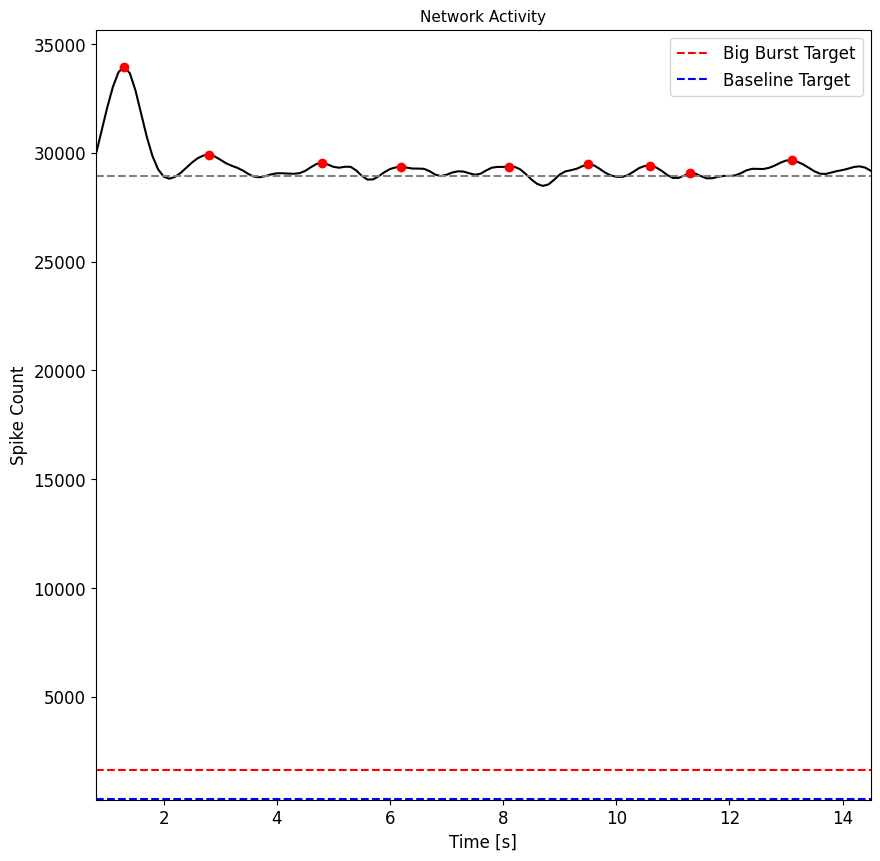 Network Activity
35000
30000
25000
20000
15000
10000
5000
Spike Count
Big Burst Target
Baseline Target
2 4 6 8 10 12 14
Time [s]